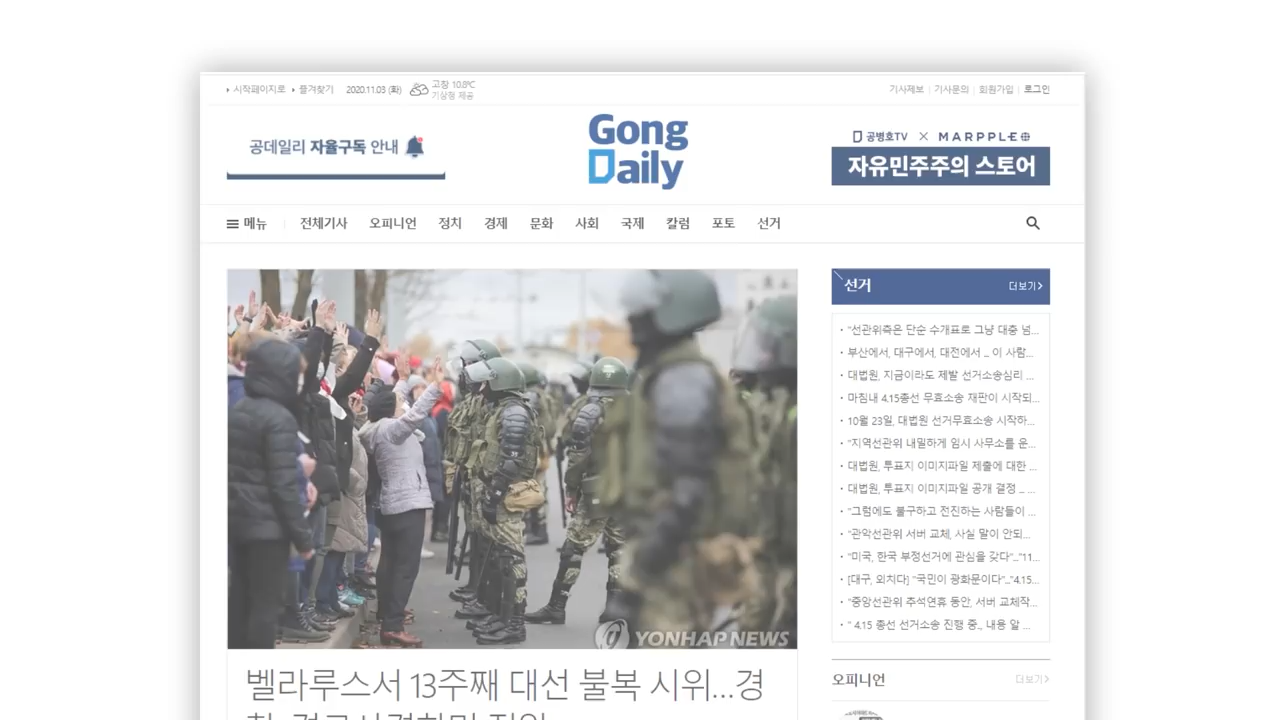 시작페이지로 즐겨찾기 2020.11.03 (화) 고창 10.8℃
기상청 제공
기사제보 기사문의 회원가입 로그인
공데일리 자율구독 안내
Gong
Daily
공병호TV × MARPPLE
자유민주주의 스토어
메뉴 전체기사 오피니언 정치 경제 문화 사회 국제 칼럼 포토 선거
선거 더보기
"선관위측은 단순 수개표로 그냥 대충 넘...
부산에서, 대구에서, 대전에서 ... 이 사람...
대법원, 지금이라도 제발 선거소송심리 ...
마침내 4.15총선 무효소송 재판이 시작되...
10월 23일, 대법원 선거무효소송 시작하...
"지역선관위 내밀하게 임시 사무소를 운...
대법원, 투표지 이미지파일 제출에 대한 ...
대법원, 투표지 이미지파일 공개 결정 ... ...
"그럼에도 불구하고 전진하는 사람들이 ...
"관악선관위 서버 교체, 사실 말이 안되...
"미국, 한국 부정선거에 관심을 갖다"..."11...
[대구, 외치다] "국민이 광화문이다"..."4.15...
"중앙선관위 추석연휴 동안, 서버 교체작...
" 4.15 총선 선거소송 진행 중., 내용 알 ...
YONHAP NEWS
벨라루스서 13주째 대선 불복 시위...경
오피니언 더보기